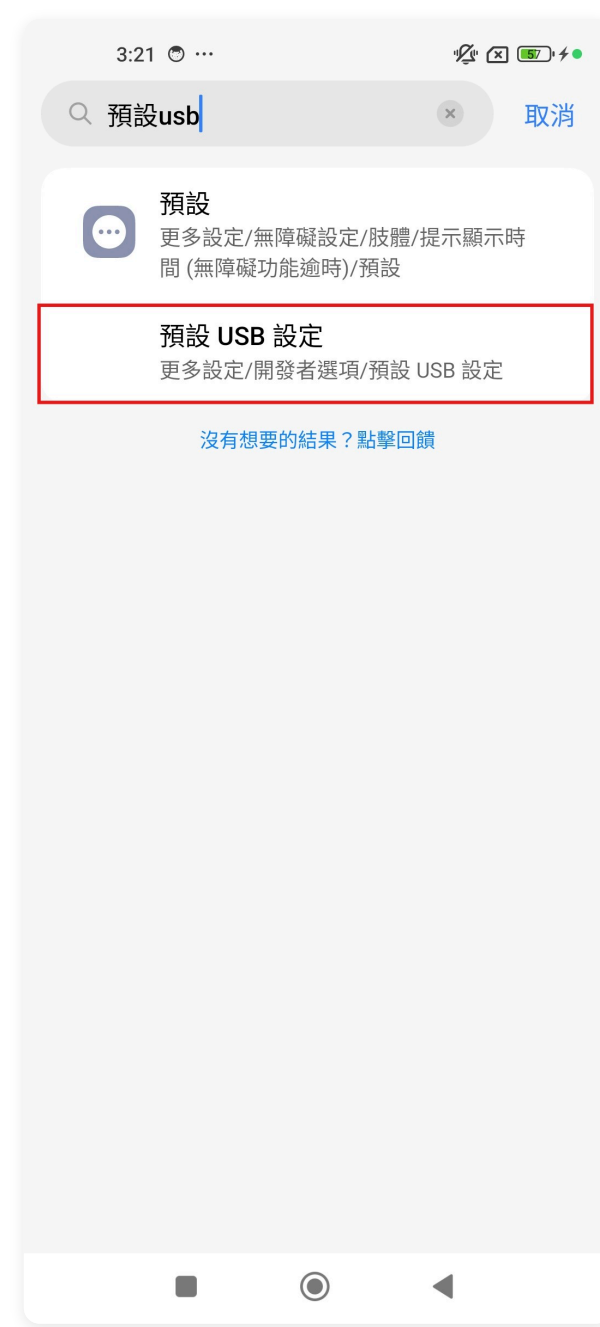 3:21
57
預設usb
取消
預設
更多設定/無障礙設定/肢體/提示顯示時
間 (無障礙功能逾時)/預設
預設 USB 設定
更多設定/開發者選項/預設 USB 設定
沒有想要的結果？點擊回饋